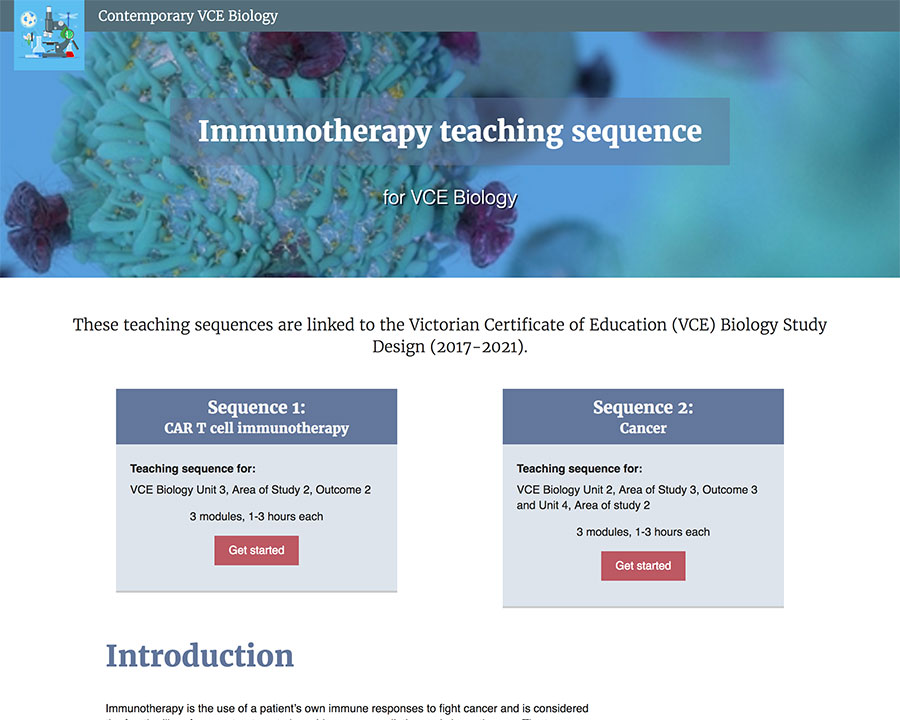 Contemporary VCE Biology
Immunotherapy teaching sequence
for VCE Biology
These teaching sequences are linked to the Victorian Certificate of Education (VCE) Biology Study
Design (2017-2021).
Sequence 1:
CAR T cell immunotherapy
Teaching sequence for:
VCE Biology Unit 3, Area of Study 2, Outcome 2
3 modules, 1-3 hours each
Get started
Sequence 2:
Cancer
Teaching sequence for:
VCE Biology Unit 2, Area of Study 3, Outcome 3
and Unit 4, Area of study 2
3 modules, 1-3 hours each
Get started
Introduction
Immunotherapy is the use of a patient's own immune responses to fight cancer and is considered